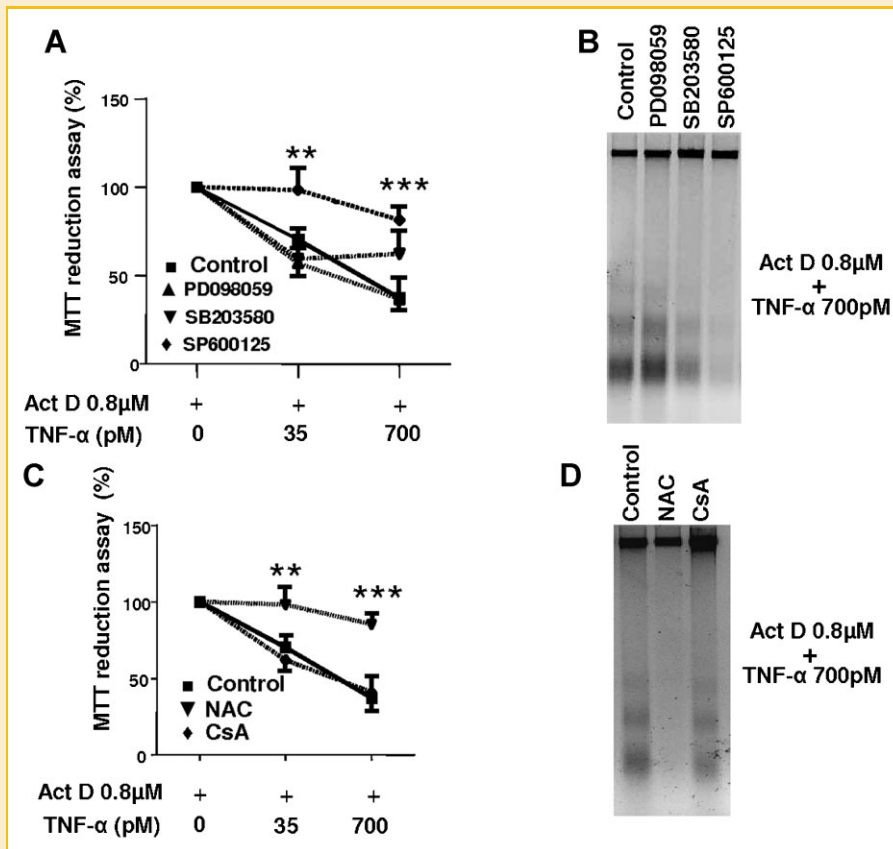 A
MTT reduction assay (%)
150
100
50
0
**
***
Control
PD098059
SB203580
SP600125
Act D 0.8µM + + +
TNF-α (pM) 0 35 700
B
Control
PD098059
SB203580
SP600125
Act D 0.8µM
+
TNF-α 700pM
C
MTT reduction assay (%)
150
100
50
0
**
***
Control
NAC
CsA
Act D 0.8µM + + +
TNF-α (pM) 0 35 700
D
Control
NAC
CsA
Act D 0.8µM
+
TNF-α 700pM